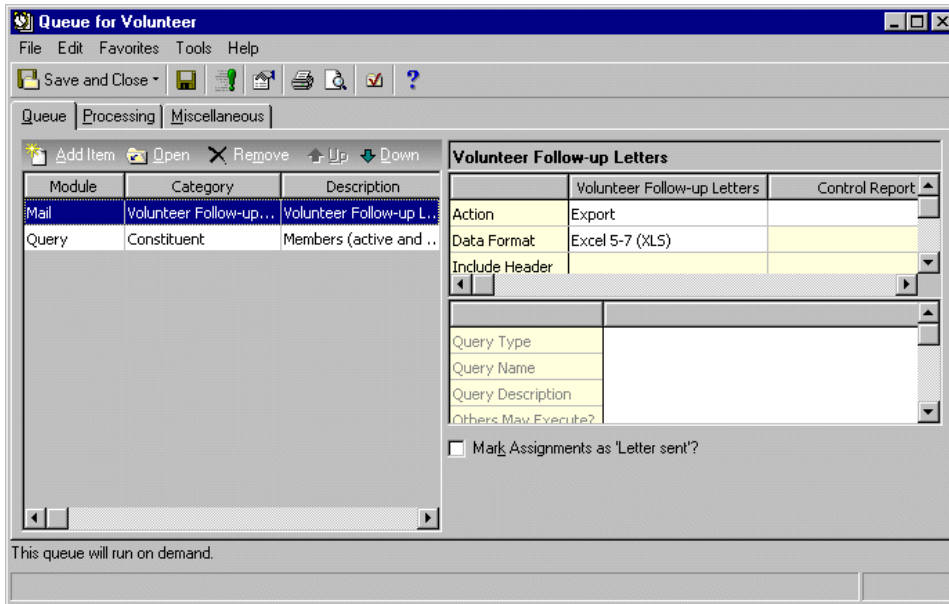 Queue for Volunteer
File Edit Favorites Tools Help
Save and Close ?
Queue Processing Miscellaneous
Add Item Open Remove Up Down
Module Category Description
Mail Volunteer Follow-up... Volunteer Follow-up L...
Query Constituent Members (active and ...
Volunteer Follow-up Letters
Volunteer Follow-up Letters Control Report
Action Export
Data Format Excel 5-7 (XLS)
Include Header
Query Type
Query Name
Query Description
Others May Execute?
Mark Assignments as 'Letter sent'?
This queue will run on demand.